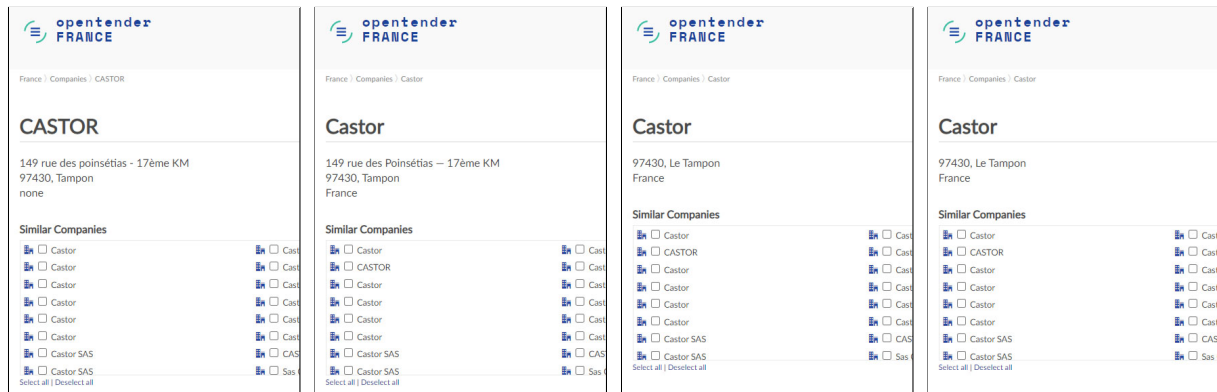 opentender
FRANCE
France | Companies | CASTOR
CASTOR
149 rue des poinsétias - 17ème KM
97430, Tampon
none
Similar Companies
Castor
Castor
Castor
Castor
Castor
Castor
Castor SAS
Castor SAS
Select all | Deselect all
opentender
FRANCE
France | Companies | Castor
Castor
149 rue des Poinsétias — 17ème KM
97430, Tampon
France
Similar Companies
Castor
CASTOR
Castor
Castor
Castor
Castor
Castor SAS
Castor SAS
Select all | Deselect all
opentender
FRANCE
France | Companies | Castor
Castor
97430, Le Tampon
France
Similar Companies
Castor
CASTOR
Castor
Castor
Castor
Castor
Castor SAS
Castor SAS
Select all | Deselect all
opentender
FRANCE
France | Companies | Castor
Castor
97430, Le Tampon
France
Similar Companies
Castor
CASTOR
Castor
Castor
Castor
Castor
Castor SAS
Castor SAS
Select all | Deselect all